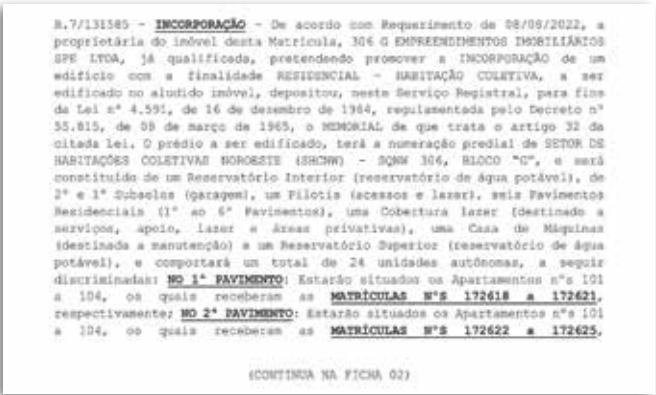 R.7/131585 - INCORPORAÇÃO - De acordo com Requerimento de 08/08/2022, a
proprietária do imóvel desta Matrícula, 306 G EMPREENDIMENTOS IMOBILIÁRIOS
SPE LTDA, já qualificada, pretendendo promover a INCORPORAÇÃO de um
edifício com a finalidade RESIDENCIAL - HABITAÇÃO COLETIVA, a ser
edificado no aludido imóvel, depositou, neste Serviço Registral, para fins
da Lei nº 4.591, de 16 de dezembro de 1964, regulamentada pelo Decreto nº
55.815, de 08 de março de 1965, o MEMORIAL de que trata o artigo 32 da
citada Lei. O prédio a ser edificado, terá a numeração predial de SETOR DE
HABITAÇÕES COLETIVAS NOROESTE (SHCNW) - SQNW 306, BLOCO "G", e será
constituído de um Reservatório Interior (reservatório de água potável), de
2º e 1º Subsolos (garagem), um Pilotis (acessos e lazer), seis Pavimentos
Residenciais (1º ao 6º Pavimentos), uma Cobertura lazer (destinado a
serviços, apoio, lazer e áreas privativas), uma Casa de Máquinas
(destinada a manutenção) e um Reservatório Superior (reservatório de água
potável), e comportará um total de 24 unidades autônomas, a seguir
discriminadas: NO 1º PAVIMENTO: Estarão situados os Apartamentos nºs 101
a 104, os quais receberam as MATRÍCULAS NºS 172618 a 172621,
respectivamente; NO 2º PAVIMENTO: Estarão situados os Apartamentos nºs 101
a 104, os quais receberam as MATRÍCULAS NºS 172622 a 172625,
(CONTINUA NA FICHA 02)